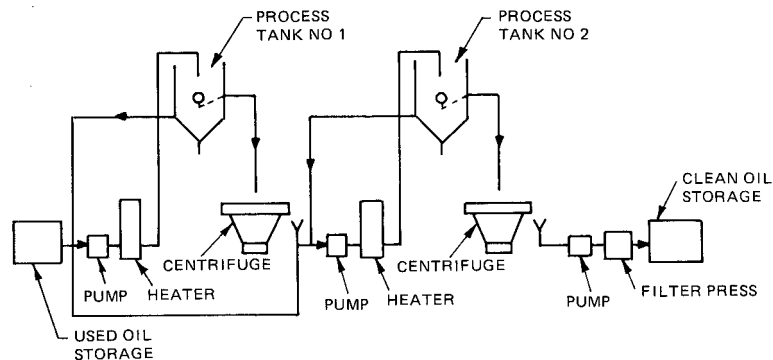 PROCESS
TANK NO 1
PROCESS
TANK NO 2
CLEAN OIL
STORAGE
CENTRIFUGE
CENTRIFUGE
PUMP
HEATER
PUMP
HEATER
PUMP
FILTER PRESS
USED OIL
STORAGE